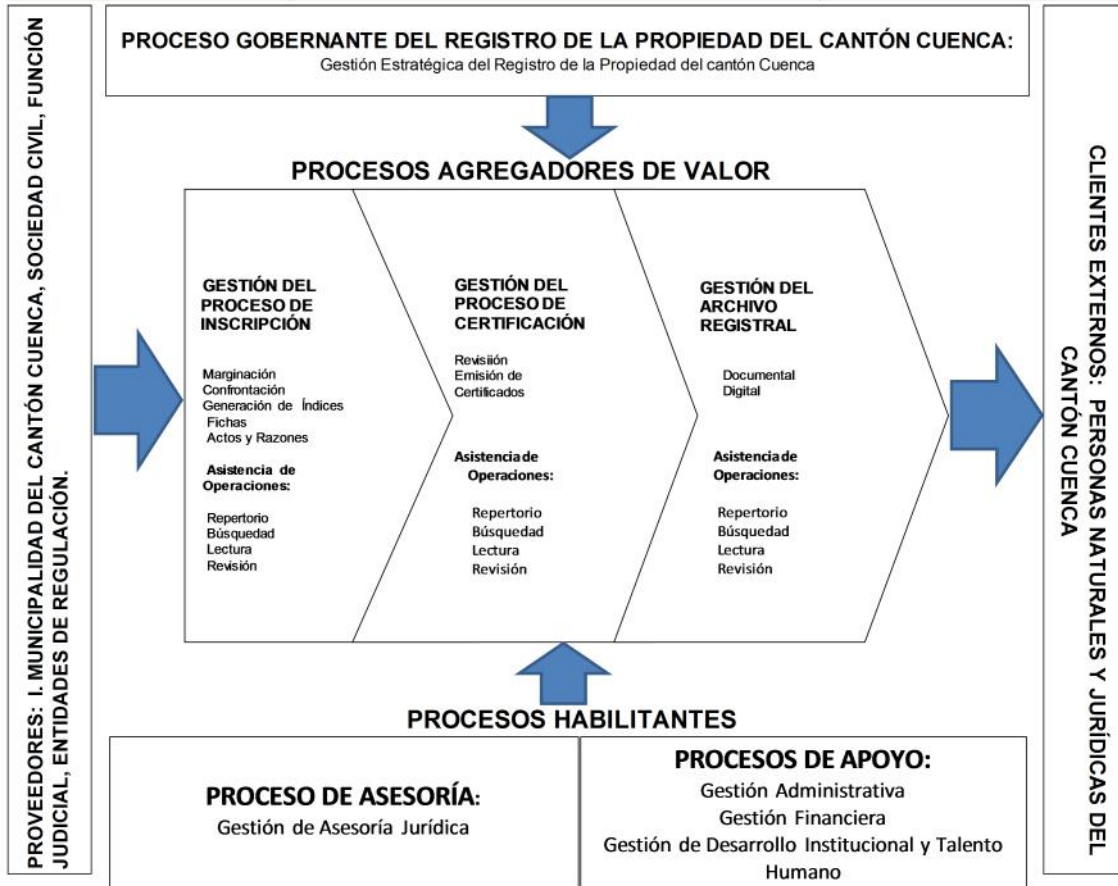 PROVEEDORES: I. MUNICIPALIDAD DEL CANTÓN CUENCA, SOCIEDAD CIVIL, FUNCIÓN
JUDICIAL, ENTIDADES DE REGULACIÓN.
PROCESO GOBERNANTE DEL REGISTRO DE LA PROPIEDAD DEL CANTÓN CUENCA:
Gestión Estratégica del Registro de la Propiedad del cantón Cuenca
PROCESOS AGREGADORES DE VALOR
GESTIÓN DEL
PROCESO DE
INSCRIPCIÓN
Marginación
Confrontación
Generación de Índices
Fichas
Actos y Razones
Asistencia de
Operaciones:
Repertorio
Búsquedad
Lectura
Revisión
GESTIÓN DEL
PROCESO DE
CERTIFICACIÓN
Revisiión
Emisión de
Certificados
Asistencia de
Operaciones:
Repertorio
Búsquedad
Lectura
Revisión
GESTIÓN DEL
ARCHIVO
REGISTRAL
Documental
Digital
Asistencia de
Operaciones:
Repertorio
Búsquedad
Lectura
Revisión
PROCESOS HABILITANTES
PROCESO DE ASESORÍA:
Gestión de Asesoría Jurídica
PROCESOS DE APOYO:
Gestión Administrativa
Gestión Financiera
Gestión de Desarrollo Institucional y Talento
Humano
CLIENTES EXTERNOS: PERSONAS NATURALES Y JURÍDICAS DEL
CANTÓN CUENCA